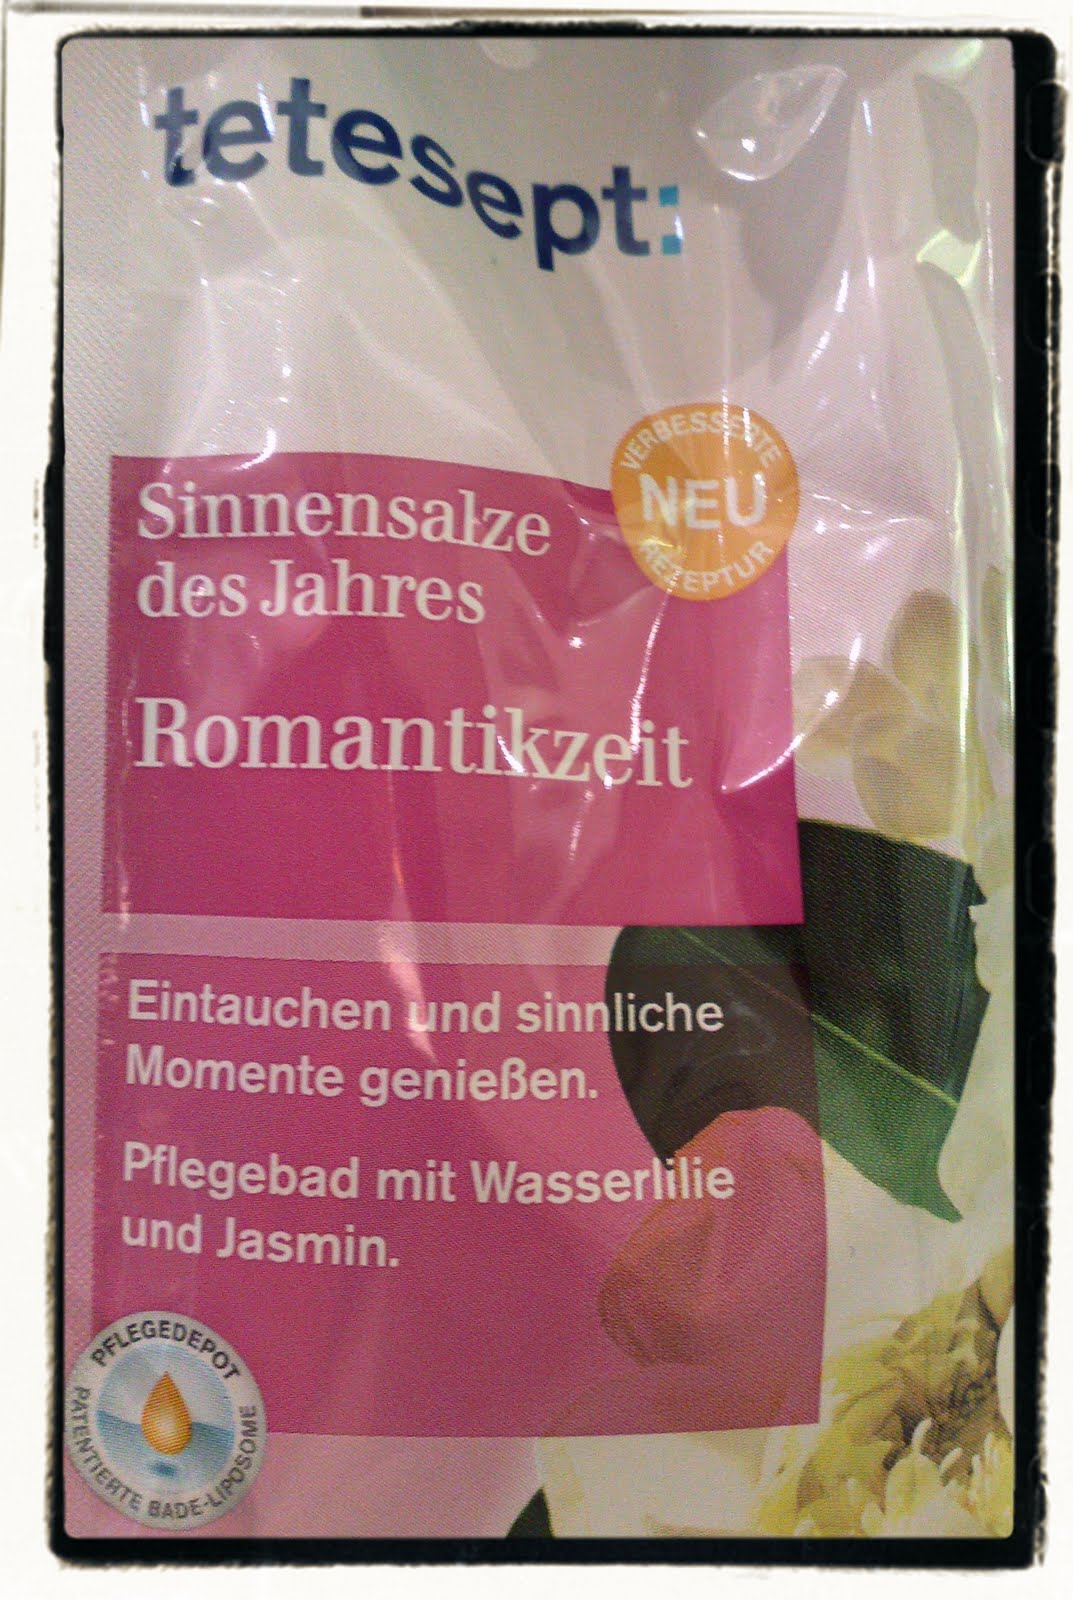 tetesept:
VERBESSERTE
NEU
REZEPTUR
Sinnensalze
des Jahres
Romantikzeit
Eintauchen und sinnliche
Momente genießen.
Pflegebad mit Wasserlilie
und Jasmin.
PFLEGEDEPOT
PATENTIERTE BADE-LIPOSOME